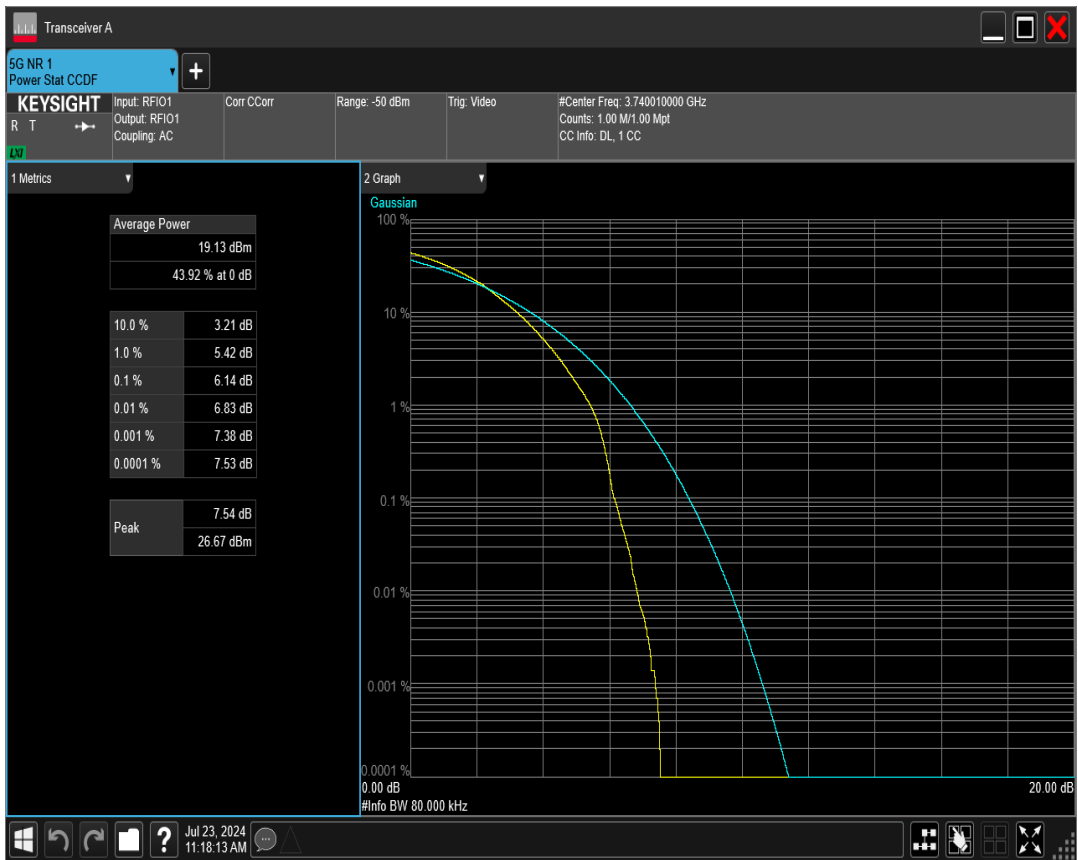 Transceiver A
5G NR 1
Power Stat CCDF
+
KEYSIGHT
R T
LXI
Input: RFIO1
Output: RFIO1
Coupling: AC
Corr CCorr
Range: -50 dBm
Trig: Video
#Center Freq: 3.740010000 GHz
Counts: 1.00 M/1.00 Mpt
CC Info: DL, 1 CC
1 Metrics
Average Power
19.13 dBm
43.92 % at 0 dB
10.0 % 3.21 dB
1.0 % 5.42 dB
0.1 % 6.14 dB
0.01 % 6.83 dB
0.001 % 7.38 dB
0.0001 % 7.53 dB
Peak
7.54 dB
26.67 dBm
2 Graph
Gaussian
100 %
10 %
1 %
0.1 %
0.01 %
0.001 %
0.0001 %
0.00 dB 20.00 dB
#Info BW 80.000 kHz
?
Jul 23, 2024
11:18:13 AM